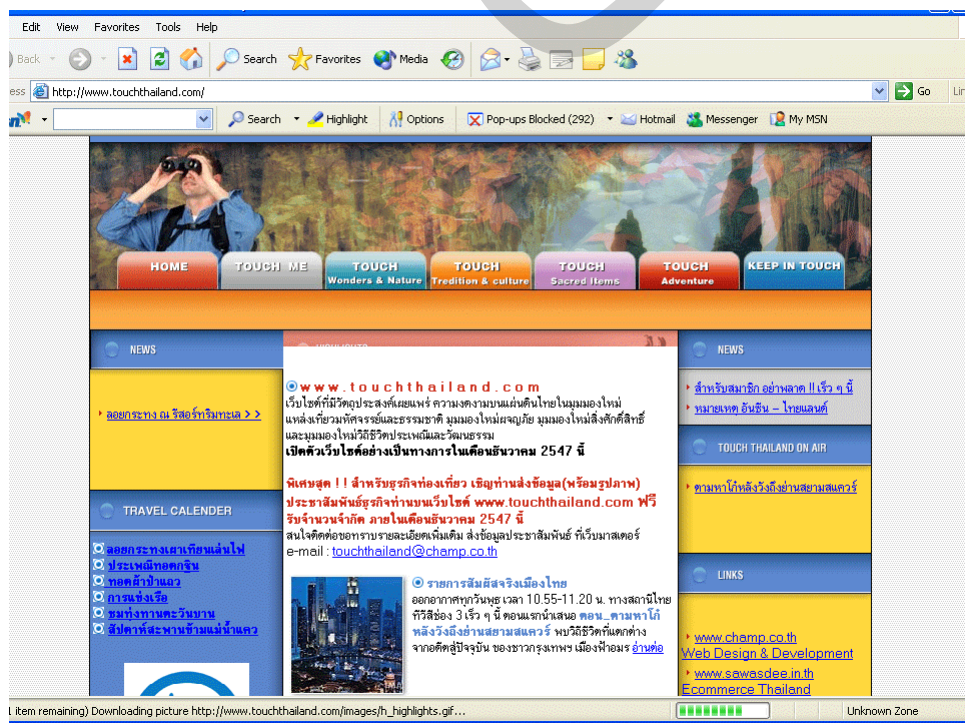 Edit View Favorites Tools Help
Back Search Favorites Media
ess http://www.touchthailand.com/ Go Lin
Search Highlight Options Pop-ups Blocked (292) Hotmail Messenger My MSN
HOME
TOUCH ME
TOUCH
Wonders & Nature
TOUCH
Tredition & culture
TOUCH
Sacred Items
TOUCH
Adventure
KEEP IN TOUCH
NEWS
ลอยกระทง ณ รีสอร์ทริมทะเล > >
TRAVEL CALENDER
ลอยกระทงเผาเทียนเล่นไฟ
ประเพณีทอดกฐิน
ทอดผ้าป่าแถว
การแข่งเรือ
ชมทุ่งทานตะวันบาน
สัปดาห์สะพานข้ามแม่น้ำแคว
HIGHLIGHTS
www.touchthailand.com
เว็บไซต์ที่มีวัตถุประสงค์เผยแพร่ ความงดงามบนแผ่นดินไทยในมุมมองใหม่
แหล่งเที่ยวมหัศจรรย์และธรรมชาติ มุมมองใหม่ผจญภัย มุมมองใหม่สิ่งศักดิ์สิทธิ์
และมุมมองใหม่วิถีชีวิตประเพณีและวัฒนธรรม
เปิดตัวเว็บไซต์อย่างเป็นทางการในเดือนธันวาคม 2547 นี้
พิเศษสุด ! ! สำหรับธุรกิจท่องเที่ยว เชิญท่านส่งข้อมูล(พร้อมรูปภาพ)
ประชาสัมพันธ์ธุรกิจท่านบนเว็บไซต์ www.touchthailand.com ฟรี
รับจำนวนจำกัด ภายในเดือนธันวาคม 2547 นี้
สนใจติดต่อขอทราบรายละเอียดเพิ่มเติม ส่งข้อมูลประชาสัมพันธ์ ที่เว็บมาสเตอร์
e-mail : touchthailand@champ.co.th
รายการสัมผัสจริงเมืองไทย
ออกอากาศทุกวันพุธ เวลา 10.55-11.20 น. ทางสถานีไทย
ทีวีสีช่อง 3 เร็ว ๆ นี้ ตอนแรกนำเสนอ ตอน_ตามหาโก๋
หลังวังถึงย่านสยามสแควร์ พบวิถีชีวิตที่แตกต่าง
จากอดีตสู่ปัจจุบัน ของชาวกรุงเทพฯ เมืองฟ้าอมร อ่านต่อ
NEWS
สำหรับสมาชิก อย่าพลาด !! เร็ว ๆ นี้
หมายเหตุ อันซีน – ไทยแลนด์
TOUCH THAILAND ON AIR
ตามหาโก๋หลังวังถึงย่านสยามสแควร์
LINKS
www.champ.co.th
Web Design & Development
www.sawasdee.in.th
Ecommerce Thailand
1 item remaining) Downloading picture http://www.touchthailand.com/images/h_highlights.gif... Unknown Zone